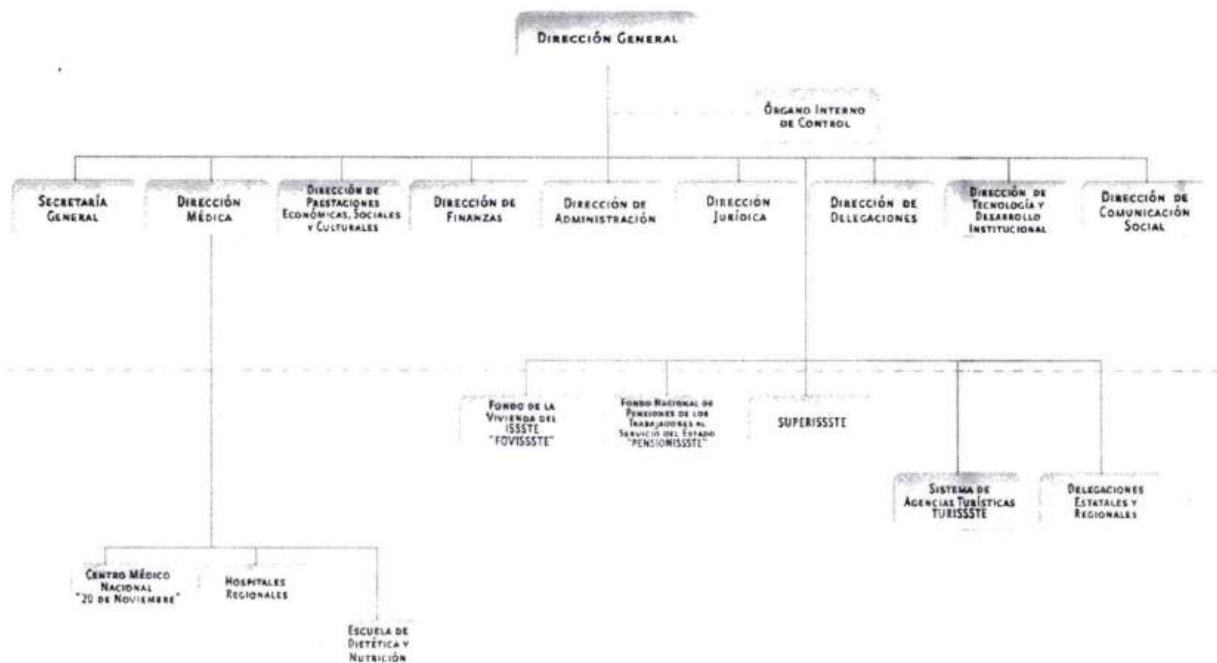 DIRECCIÓN GENERAL
ÓRGANO INTERNO
DE CONTROL
SECRETARÍA
GENERAL
DIRECCIÓN
MÉDICA
DIRECCIÓN DE
PRESTACIONES
ECONÓMICAS, SOCIALES
Y CULTURALES
DIRECCIÓN DE
FINANZAS
DIRECCIÓN DE
ADMINISTRACIÓN
DIRECCIÓN
JURÍDICA
DIRECCIÓN DE
DELEGACIONES
DIRECCIÓN DE
TECNOLOGÍA Y
DESARROLLO
INSTITUCIONAL
DIRECCIÓN DE
COMUNICACIÓN
SOCIAL
FONDO DE LA
VIVIENDA DEL
ISSSTE
"FOVISSSTE"
FONDO NACIONAL DE
PENSIONES DE LOS
TRABAJADORES AL
SERVICIO DEL ESTADO
"PENSIONISSSTE"
SUPERISSSTE
SISTEMA DE
AGENCIAS TURÍSTICAS
TURISSSTE
DELEGACIONES
ESTATALES Y
REGIONALES
CENTRO MÉDICO
NACIONAL
"20 DE NOVIEMBRE"
HOSPITALES
REGIONALES
ESCUELA DE
DIETÉTICA Y
NUTRICIÓN